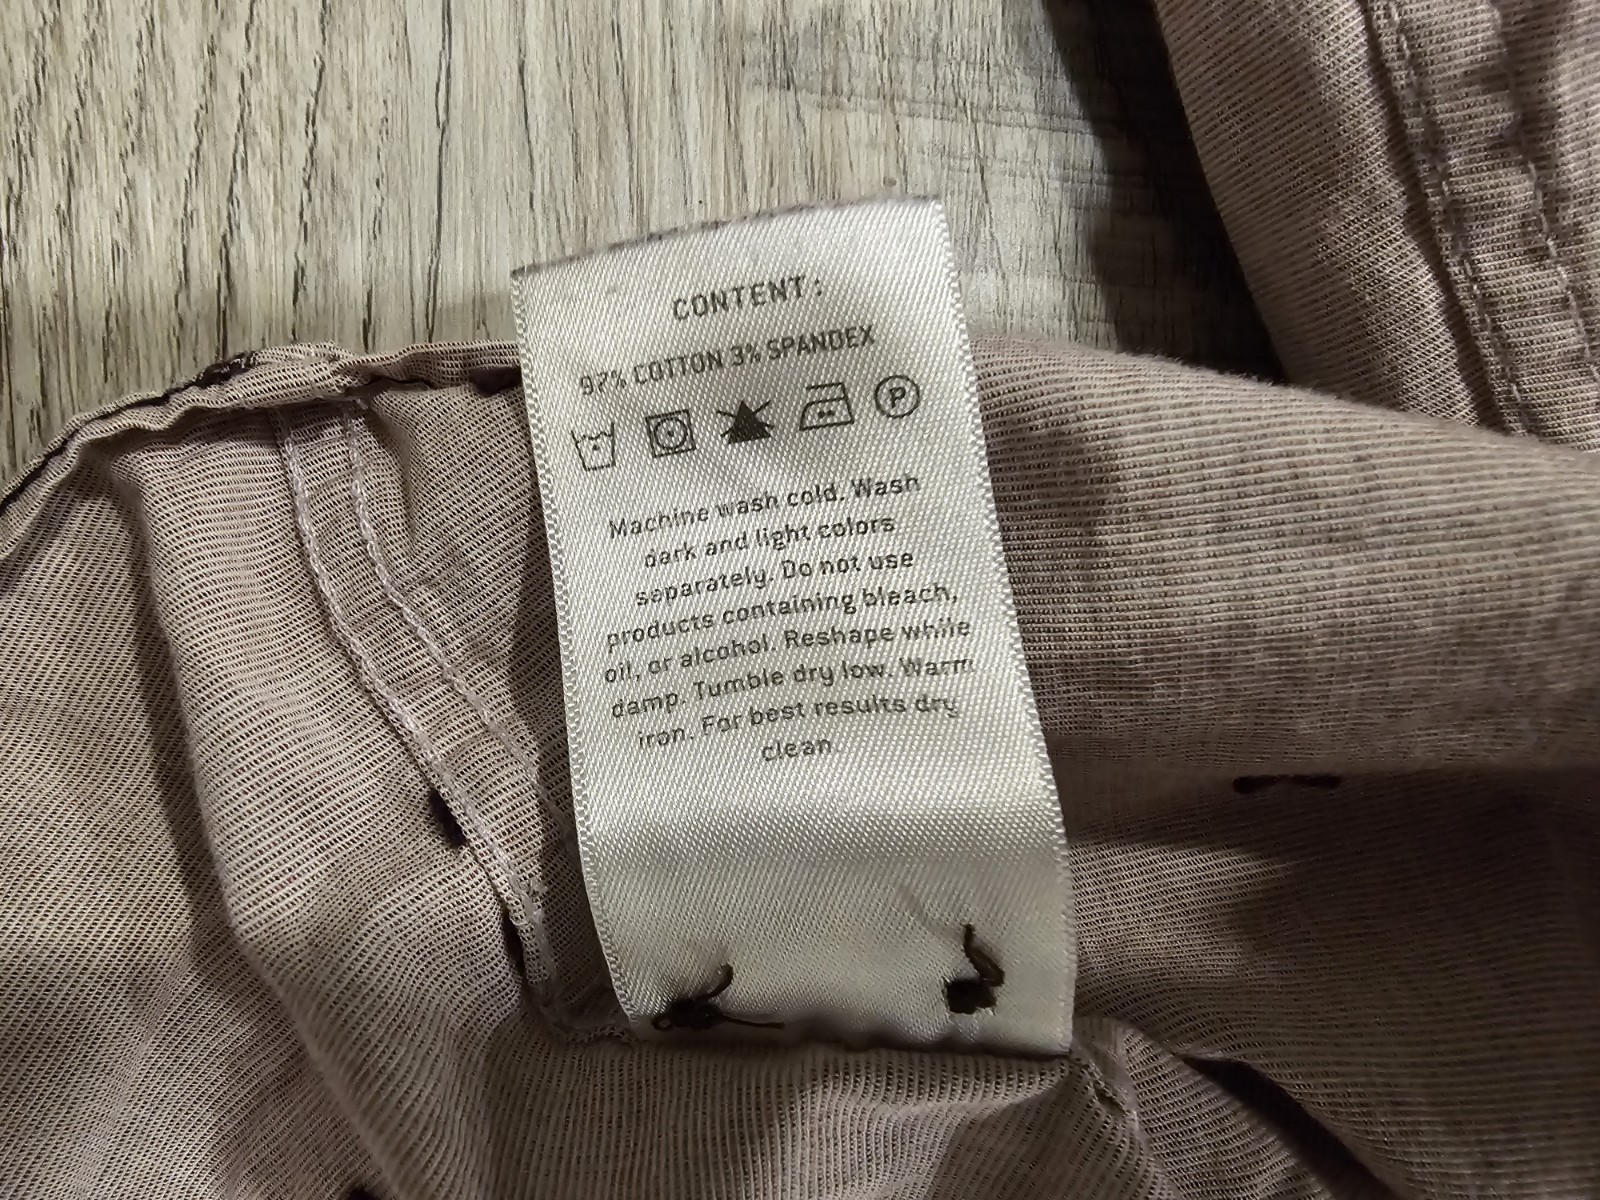 CONTENT:
97% COTTON 3% SPANDEX
P
Machine wash cold. Wash
dark and light colors
separately. Do not use
products containing bleach,
oil, or alcohol. Reshape while
damp. Tumble dry low. Warm
iron. For best results dry
clean.